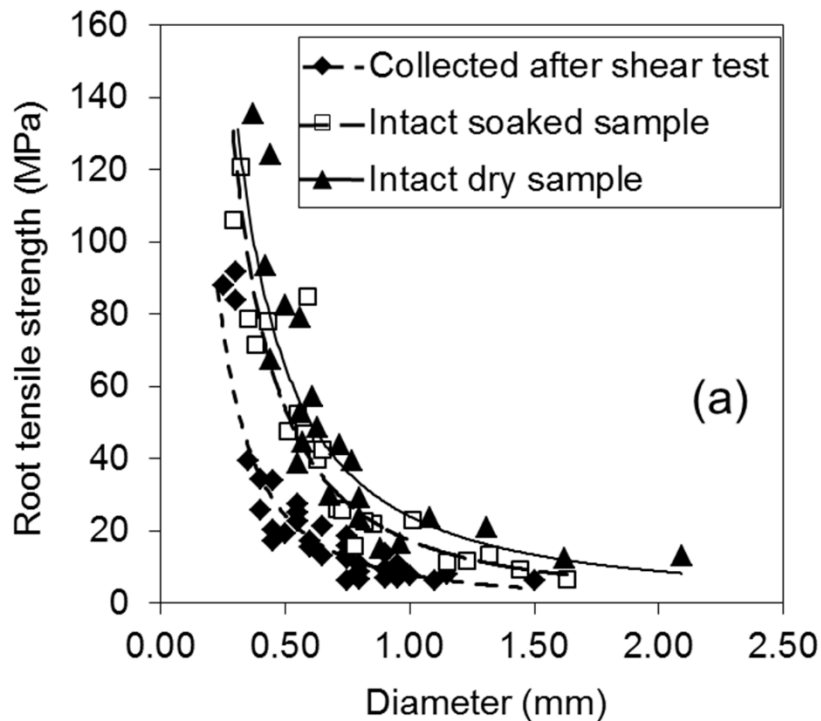 160
140
120
100
80
60
40
20
0
Root tensile strength (MPa)
Collected after shear test
Intact soaked sample
Intact dry sample
(a)
0.00 0.50 1.00 1.50 2.00 2.50
Diameter (mm)